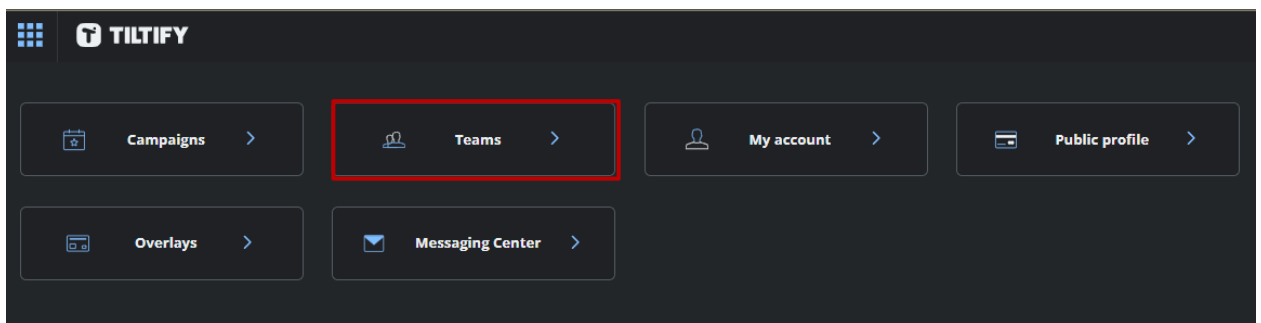 TILTIFY
Campaigns
Teams
My account
Public profile
Overlays
Messaging Center